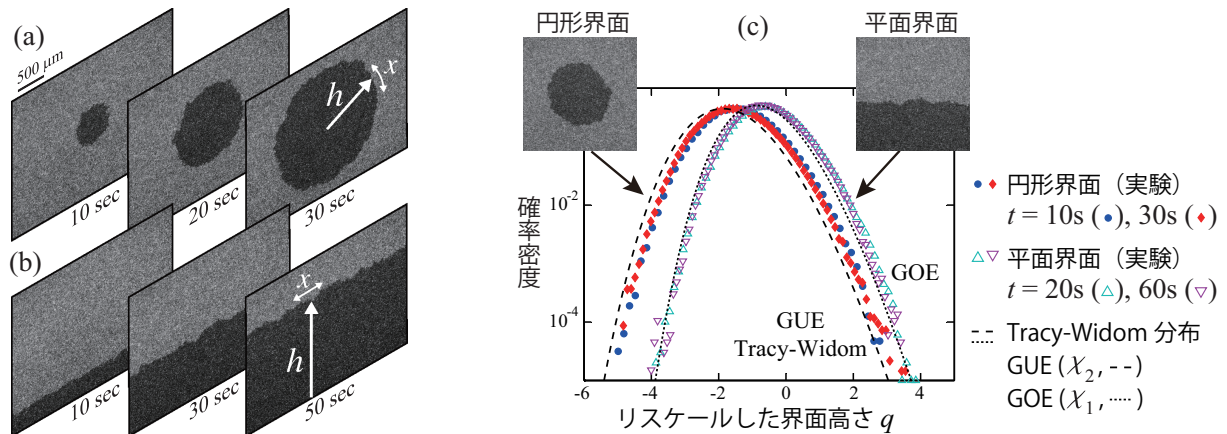 (a)
500 μm
h
x
10 sec
20 sec
30 sec
(b)
x
h
10 sec
30 sec
50 sec
円形界面
(c)
平面界面
確率密度
10-2
10-4
GOE
GUE
Tracy-Widom
-6 -4 -2 0 2 4
リスケールした界面高さ q
円形界面（実験）
t = 10s (●), 30s (♦)
平面界面（実験）
t = 20s (△), 60s (▽)
Tracy-Widom 分布
GUE (χ2, - -)
GOE (χ1, ·····)